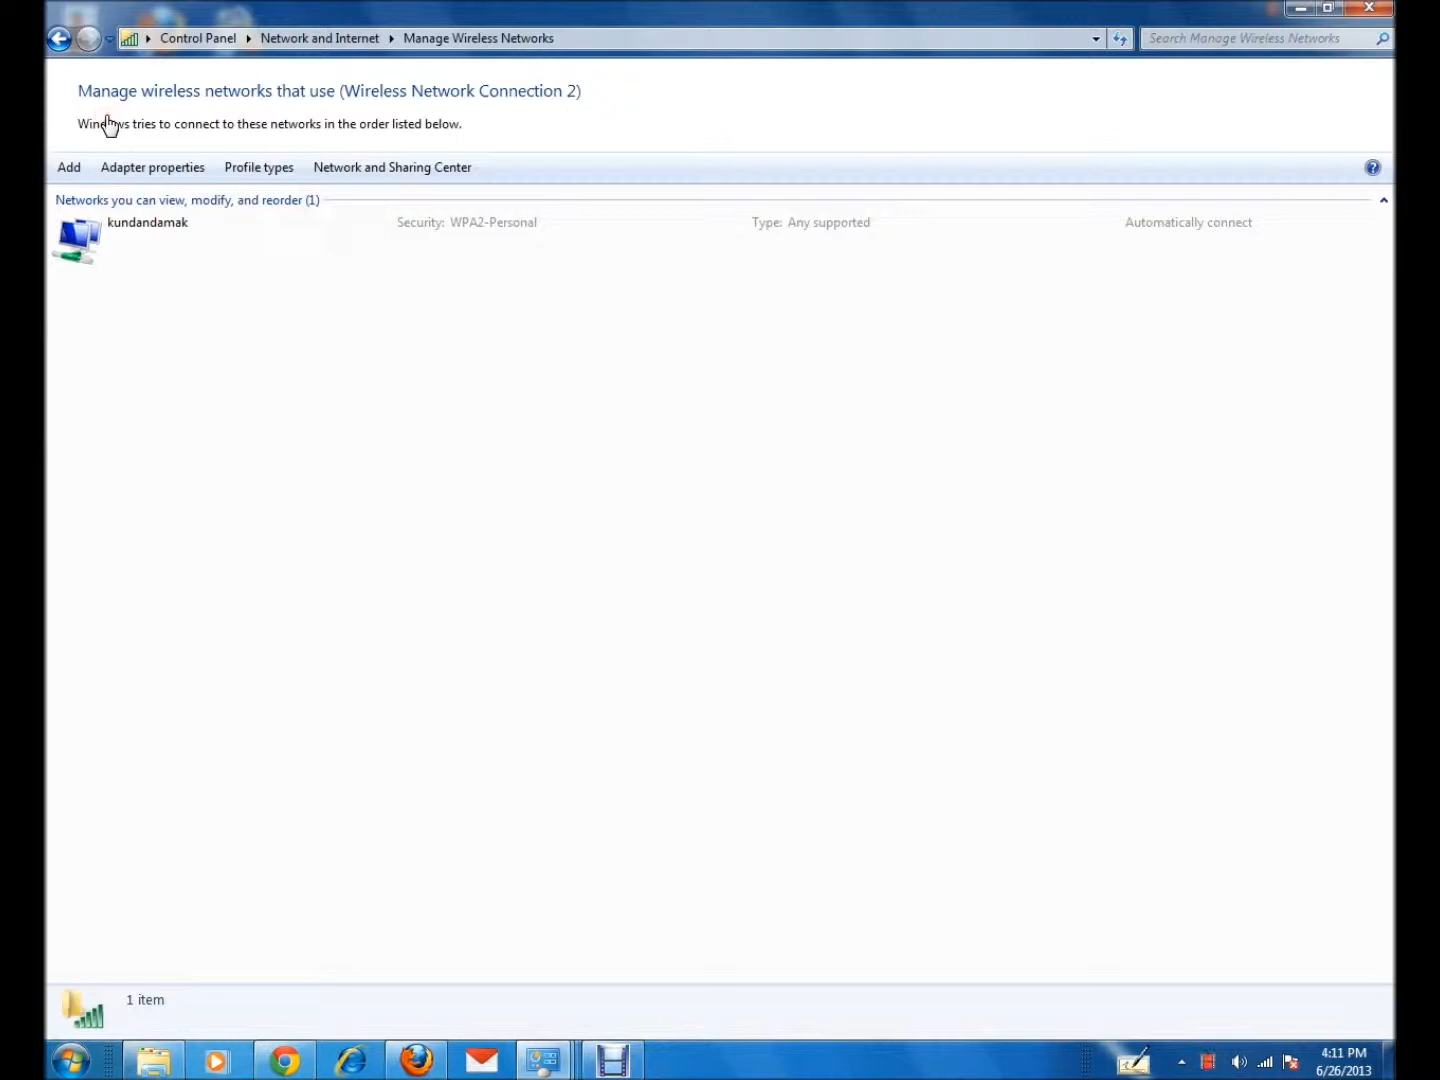 Control Panel Network and Internet Manage Wireless Networks Search Manage Wireless Networks
Manage wireless networks that use (Wireless Network Connection 2)
Windows tries to connect to these networks in the order listed below.
Add Adapter properties Profile types Network and Sharing Center
Networks you can view, modify, and reorder (1)
kundandamak Security: WPA2-Personal Type: Any supported Automatically connect
1 item
4:11 PM
6/26/2013